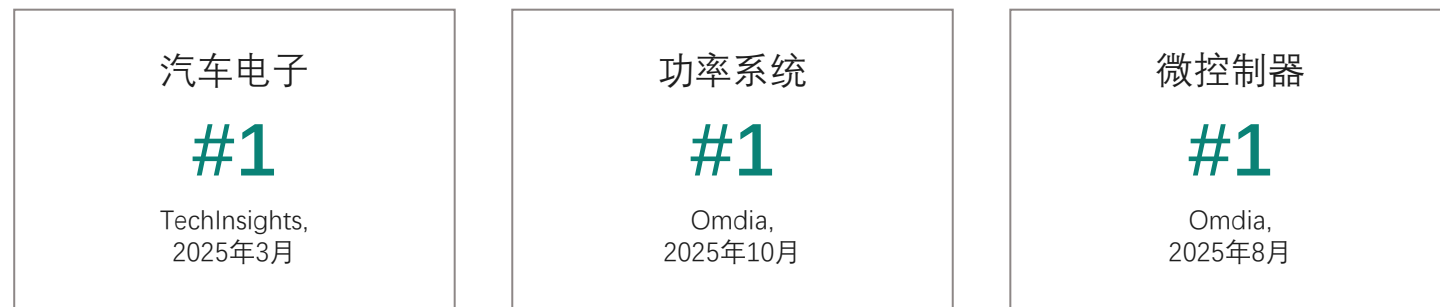 汽车电子
#1
TechInsights,
2025年3月
功率系统
#1
Omdia,
2025年10月
微控制器
#1
Omdia,
2025年8月